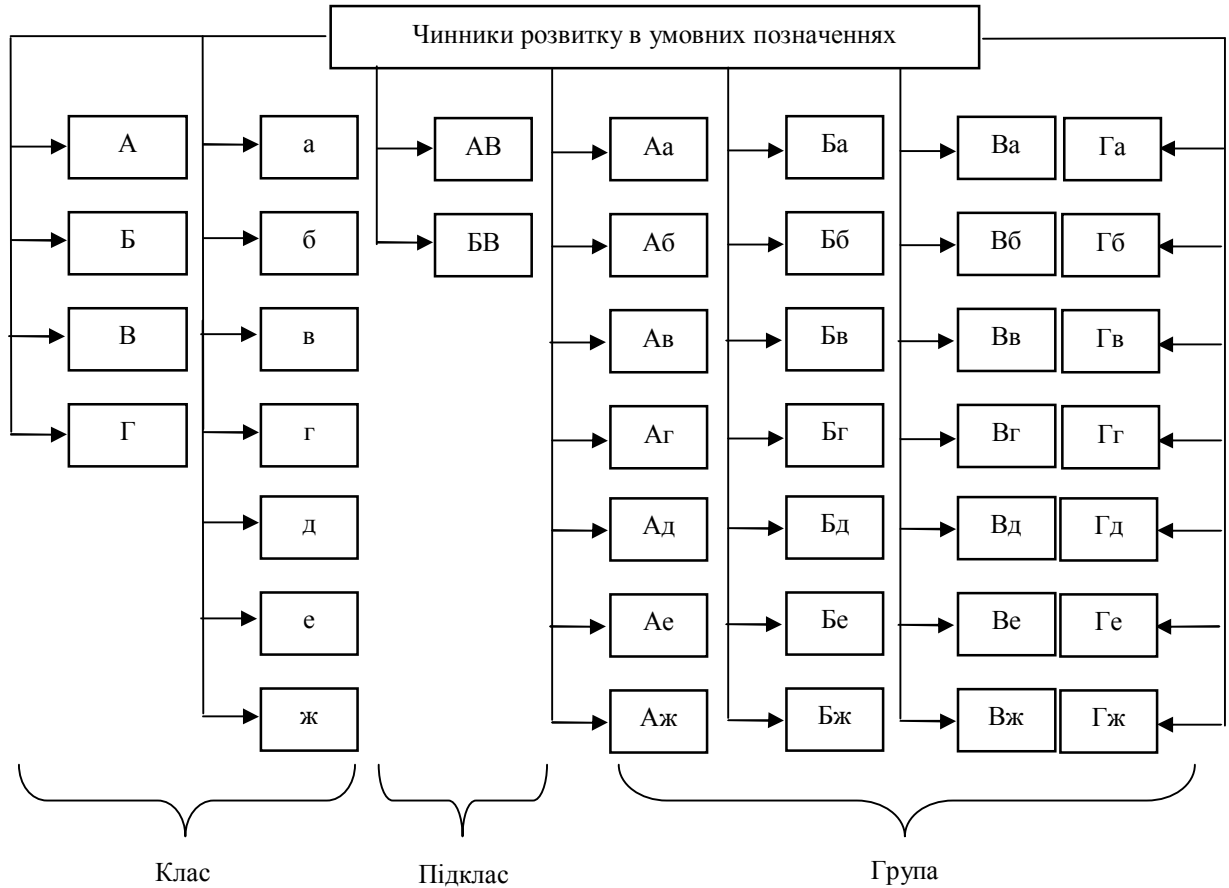 Чинники розвитку в умовних позначеннях
А а АВ Аа Ба Ва Га
Б б БВ Аб Бб Вб Гб
В в Ав Бв Вв Гв
Г г Аг Бг Вг Гг
д Ад Бд Вд Гд
е Ае Бе Ве Ге
ж Аж Бж Вж Гж
Клас Підклас Група